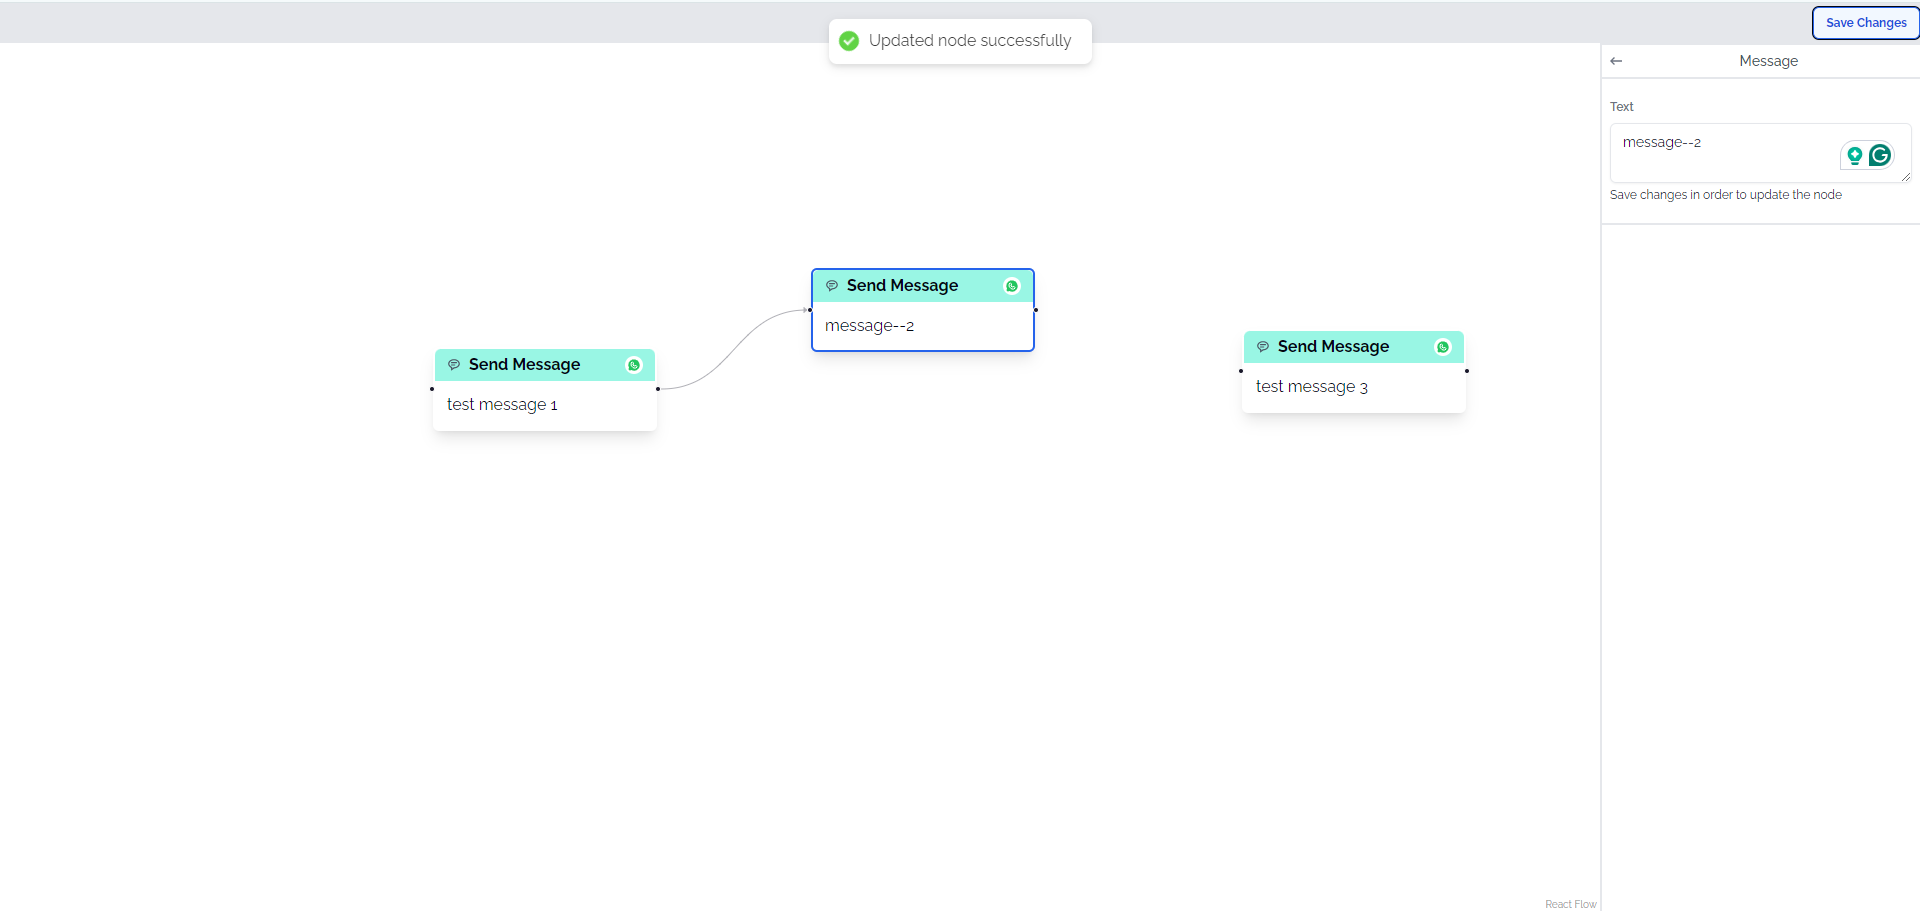 Updated node successfully
Save Changes
Message
Text
message--2
Save changes in order to update the node
Send Message
message--2
Send Message
test message 1
Send Message
test message 3
React Flow